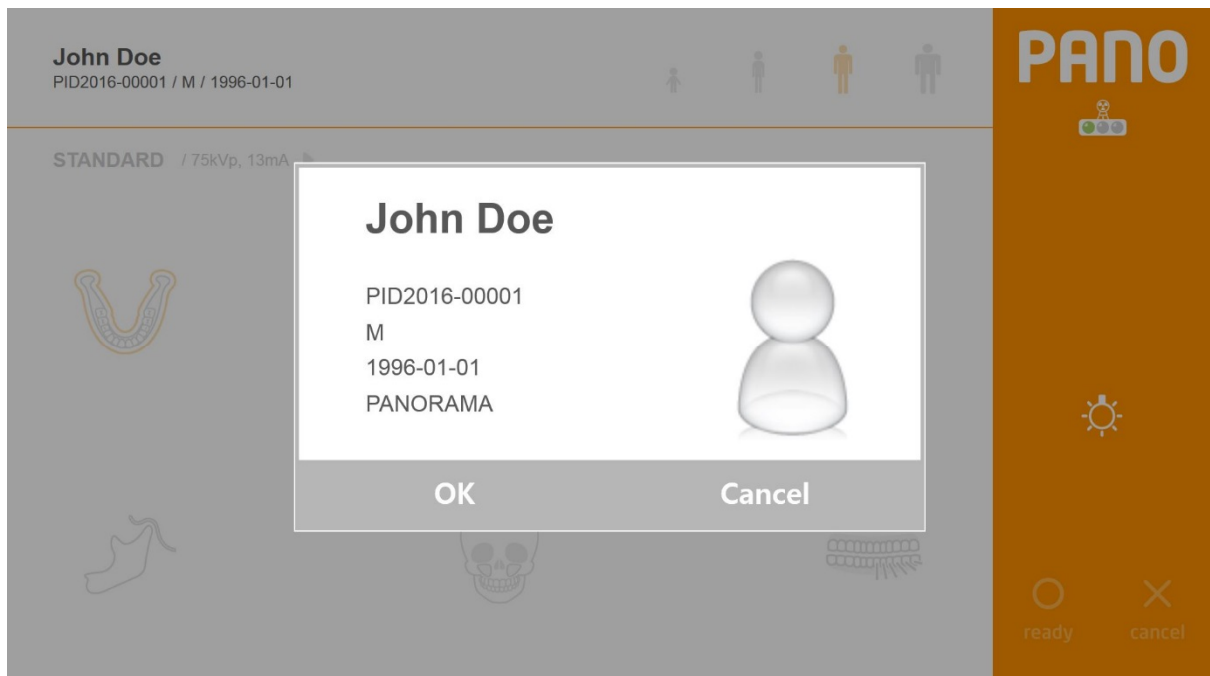 John Doe
PID2016-00001 / M / 1996-01-01
PANO
STANDARD / 75kVp, 13mA
John Doe
PID2016-00001
M
1996-01-01
PANORAMA
OK Cancel
ready cancel